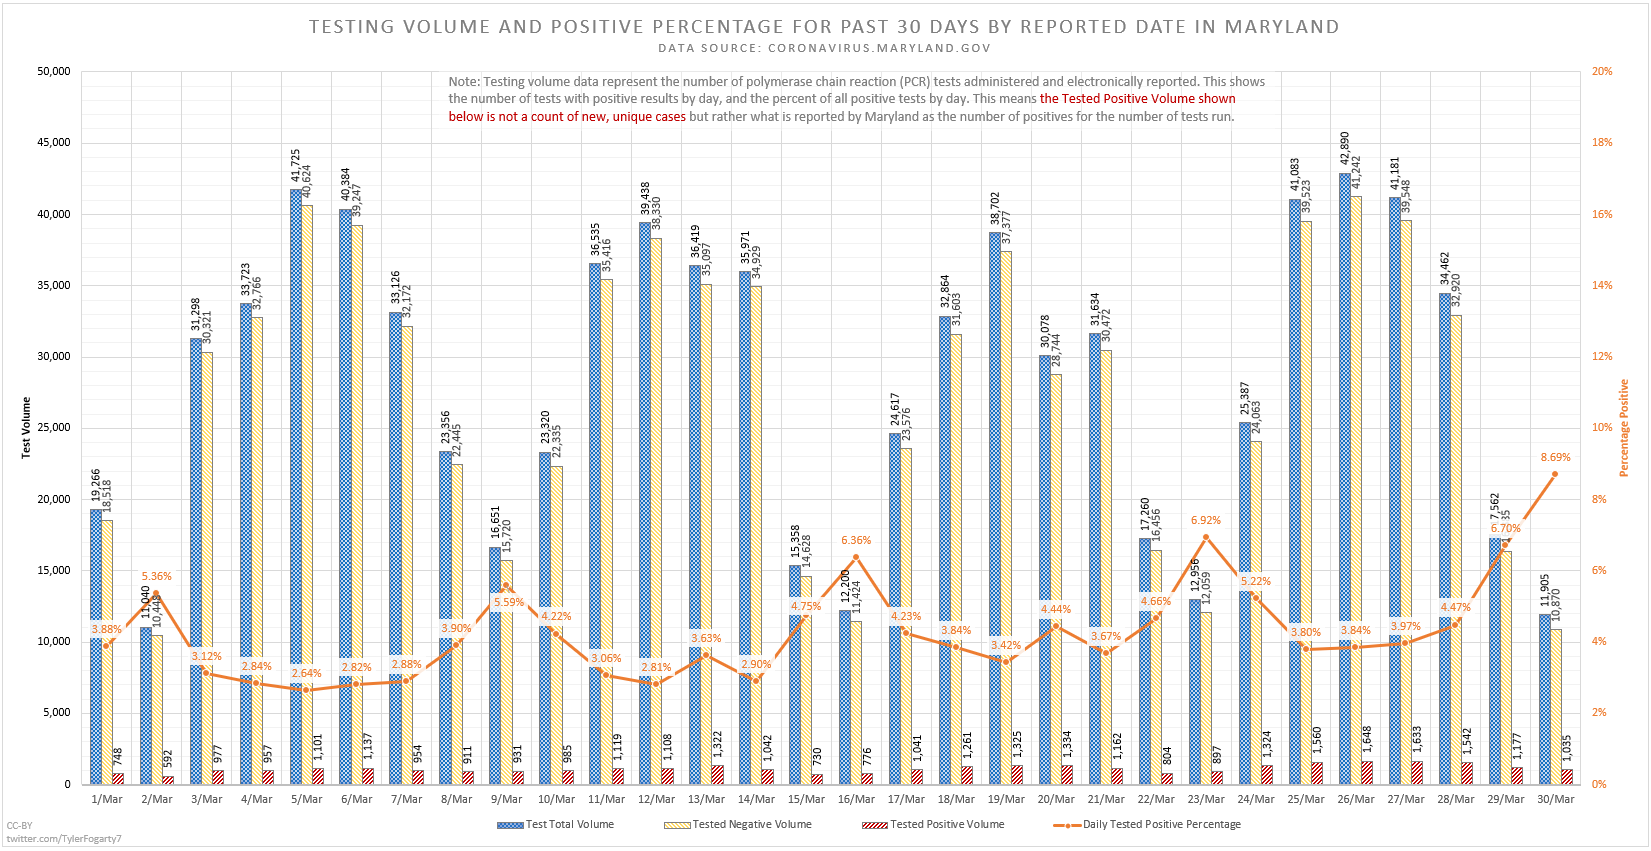 TESTING VOLUME AND POSITIVE PERCENTAGE FOR PAST 30 DAYS BY REPORTED DATE IN MARYLAND
DATA SOURCE: CORONAVIRUS.MARYLAND.GOV
Note: Testing volume data represent the number of polymerase chain reaction (PCR) tests administered and electronically reported. This shows
the number of tests with positive results by day, and the percent of all positive tests by day. This means the Tested Positive Volume shown
below is not a count of new, unique cases but rather what is reported by Maryland as the number of positives for the number of tests run.
Test Volume
50,000
45,000
40,000
35,000
30,000
25,000
20,000
15,000
10,000
5,000
0
19,266 18,518 3.88% 748
11,040 10,448 5.36% 592
31,298 30,321 3.12% 977
33,723 32,766 2.84% 957
41,725 40,624 2.64% 1,101
40,384 39,247 2.82% 1,137
33,126 32,172 2.88% 954
23,356 22,445 3.90% 911
16,651 15,720 5.59% 931
23,320 22,335 4.22% 985
36,535 35,416 3.06% 1,119
39,438 38,330 2.81% 1,108
36,419 35,097 3.63% 1,322
35,971 34,929 2.90% 1,042
15,358 14,628 4.75% 730
12,200 11,424 6.36% 776
24,617 23,576 4.23% 1,041
32,864 31,603 3.84% 1,261
38,702 37,377 3.42% 1,325
30,078 28,744 4.44% 1,334
31,634 30,472 3.67% 1,162
17,260 16,456 4.66% 804
12,956 12,059 6.92% 897
25,387 24,063 5.22% 1,324
41,083 39,523 3.80% 1,560
42,890 41,242 3.84% 1,648
41,181 39,548 3.97% 1,633
34,462 32,920 4.47% 1,542
6.70% 1,177
11,905 10,870 8.69% 1,035
20%
18%
16%
14%
12%
10%
8%
6%
4%
2%
0%
Percentage Positive
1/Mar 2/Mar 3/Mar 4/Mar 5/Mar 6/Mar 7/Mar 8/Mar 9/Mar 10/Mar 11/Mar 12/Mar 13/Mar 14/Mar 15/Mar 16/Mar 17/Mar 18/Mar 19/Mar 20/Mar 21/Mar 22/Mar 23/Mar 24/Mar 25/Mar 26/Mar 27/Mar 28/Mar 29/Mar 30/Mar
Test Total Volume Tested Negative Volume Tested Positive Volume Daily Tested Positive Percentage
CC-BY
twitter.com/TylerFogarty7